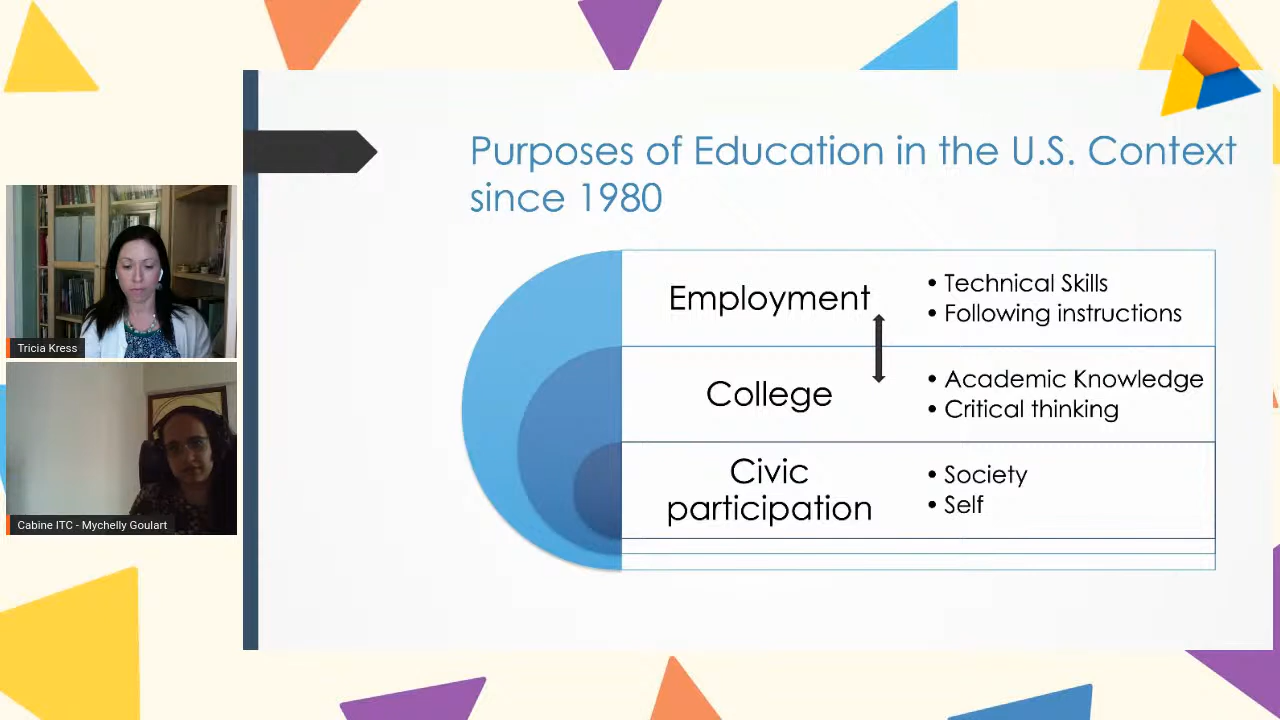 Purposes of Education in the U.S. Context
since 1980
Employment
• Technical Skills
• Following instructions
College
• Academic Knowledge
• Critical thinking
Civic
participation
• Society
• Self
Tricia Kress
Cabine ITC - Mychelly Goulart